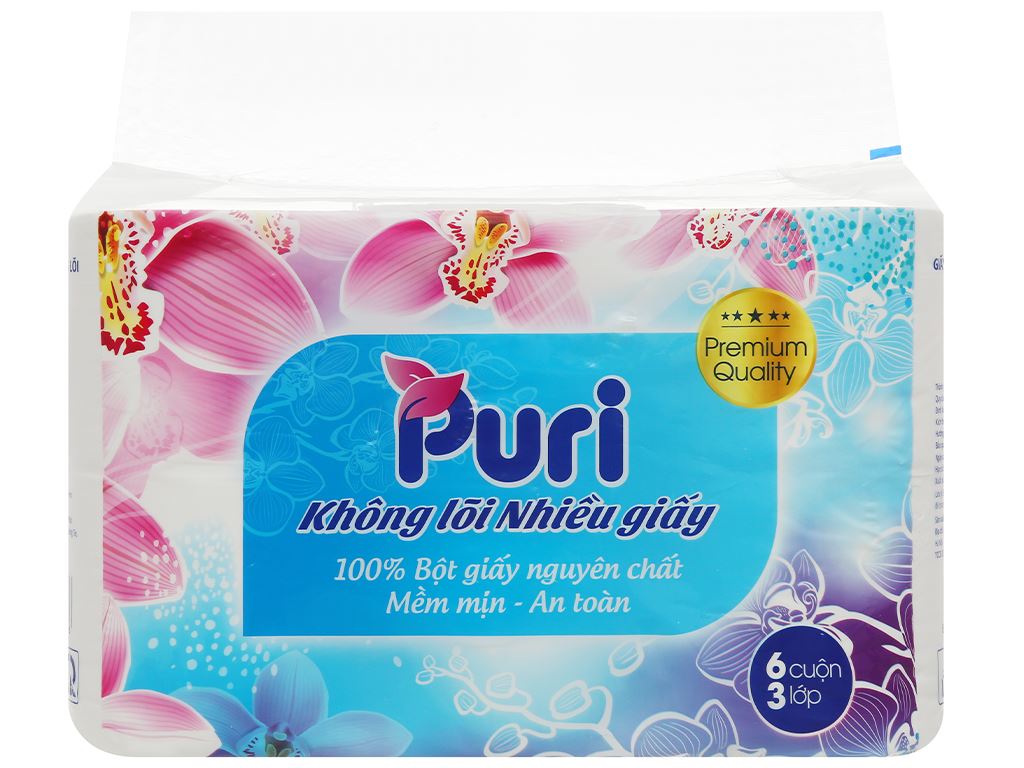 LÕI
Premium
Quality
Puri
Không lõi Nhiều giấy
100% Bột giấy nguyên chất
Mềm mịn - An toàn
6 cuộn
3 lớp